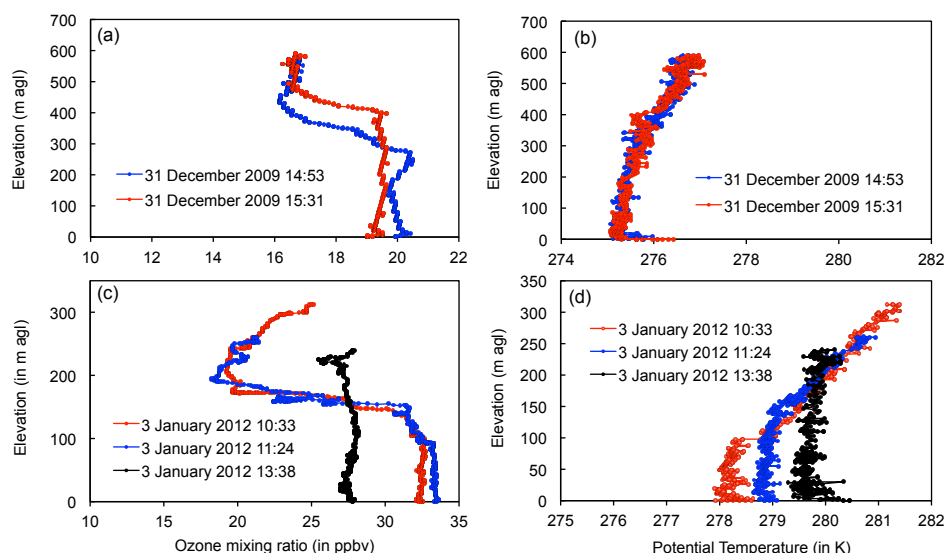 (a)
Elevation (m agl)
700
600
500
400
300
200
100
0
31 December 2009 14:53
31 December 2009 15:31
10
12
14
16
18
20
22
(b)
Elevation (m agl)
700
600
500
400
300
200
100
0
31 December 2009 14:53
31 December 2009 15:31
274
276
278
280
282
(c)
Elevation (in m agl)
300
200
100
0
3 January 2012 10:33
3 January 2012 11:24
3 January 2012 13:38
10
15
20
25
30
35
Ozone mixing ratio (in ppbv)
(d)
Elevation (m agl)
350
300
250
200
150
100
50
0
3 January 2012 10:33
3 January 2012 11:24
3 January 2012 13:38
275
276
277
278
279
280
281
282
Potential Temperature (in K)